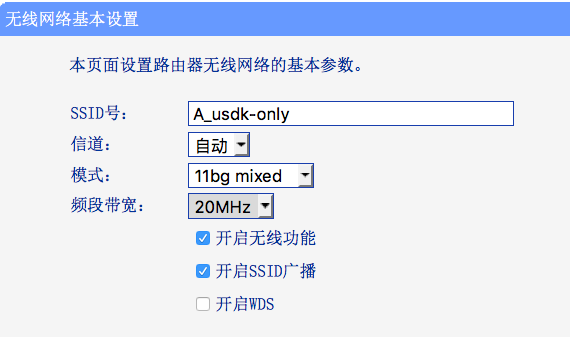 无线网络基本设置
本页面设置路由器无线网络的基本参数。
SSID号： A_usdk-only
信道： 自动
模式： 11bg mixed
频段带宽： 20MHz
开启无线功能
开启SSID广播
开启WDS